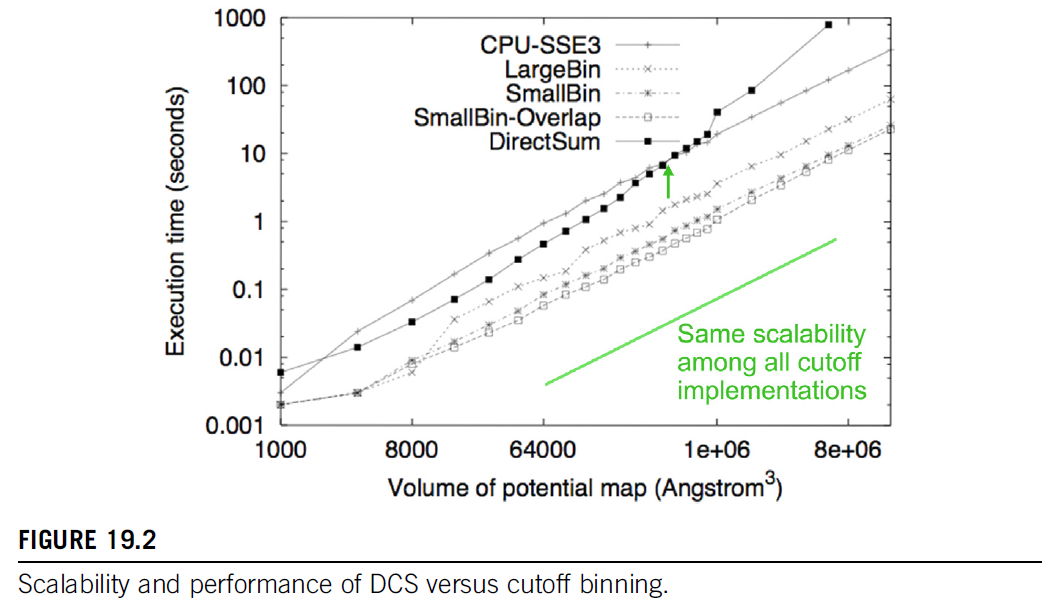 1000
100
10
1
0.1
0.01
0.001
Execution time (seconds)
CPU-SSE3
LargeBin
SmallBin
SmallBin-Overlap
DirectSum
Same scalability
among all cutoff
implementations
1000 8000 64000 1e+06 8e+06
Volume of potential map (Angstrom³)
FIGURE 19.2
Scalability and performance of DCS versus cutoff binning.